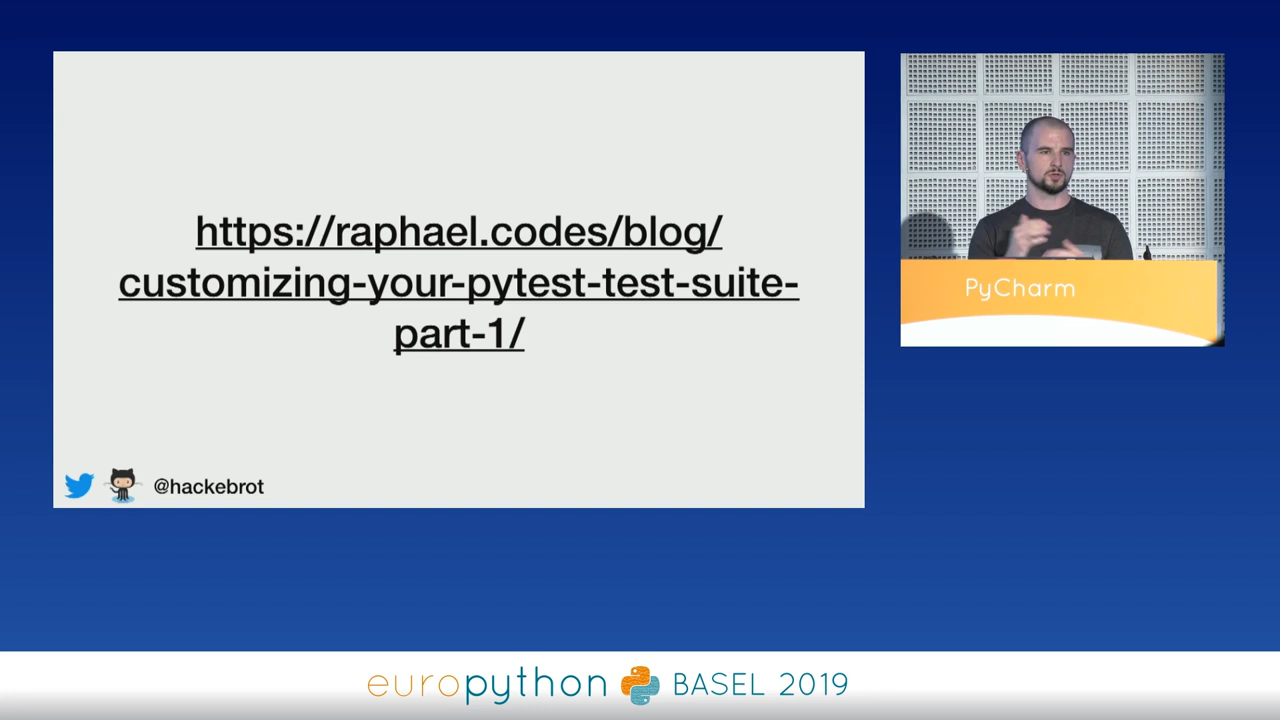 https://raphael.codes/blog/
customizing-your-pytest-test-suite-
part-1/
@hackebrot
PyCharm
europython BASEL 2019